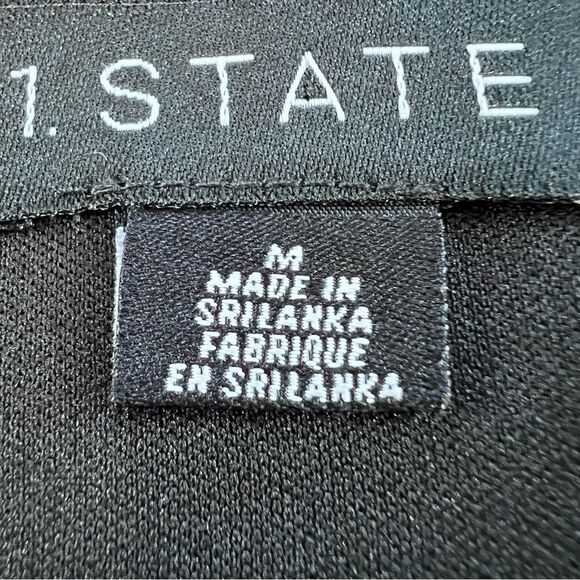 1. STATE
M
MADE IN
SRILANKA
FABRIQUE
EN SRILANKA